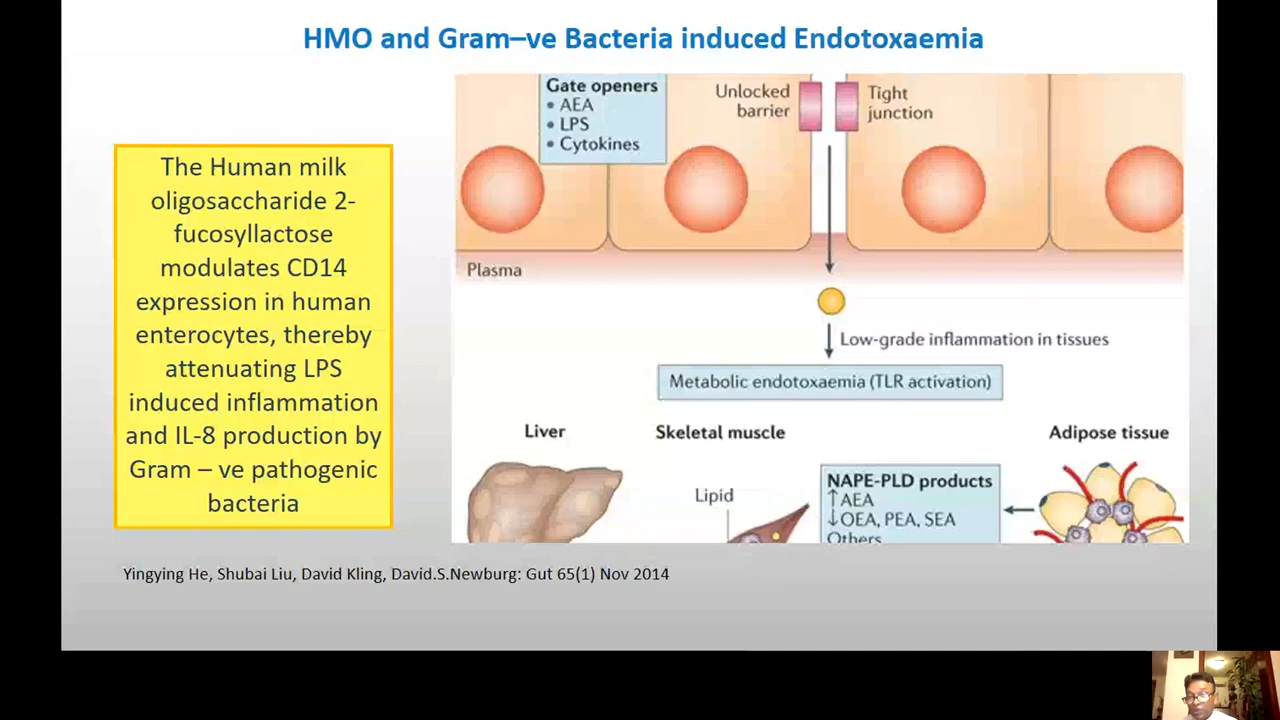 HMO and Gram–ve Bacteria induced Endotoxaemia
The Human milk
oligosaccharide 2-
fucosyllactose
modulates CD14
expression in human
enterocytes, thereby
attenuating LPS
induced inflammation
and IL-8 production by
Gram – ve pathogenic
bacteria
Gate openers
• AEA
• LPS
• Cytokines
Unlocked
barrier
Tight
junction
Plasma
Low-grade inflammation in tissues
Metabolic endotoxaemia (TLR activation)
Liver
Skeletal muscle
Adipose tissue
Lipid
NAPE-PLD products
↑AEA
↓OEA, PEA, SEA
Others
Yingying He, Shubai Liu, David Kling, David.S.Newburg: Gut 65(1) Nov 2014